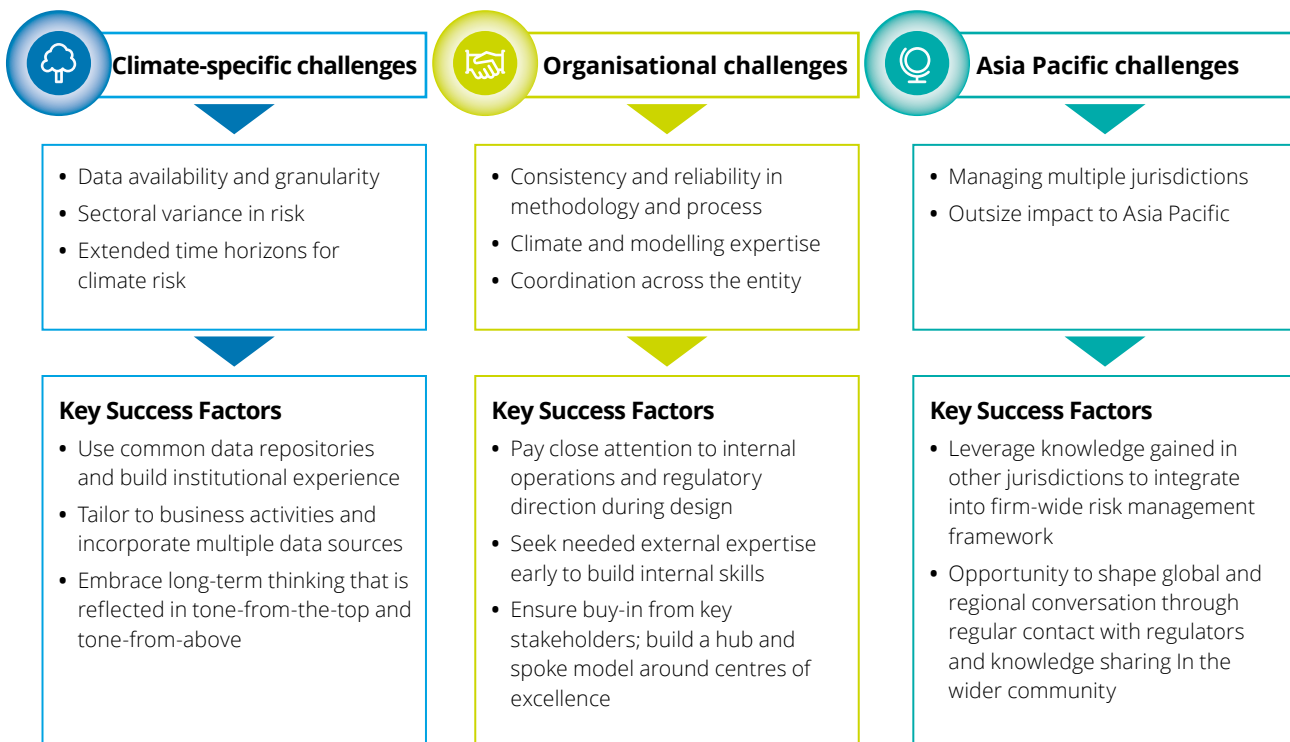 Climate-specific challenges
• Data availability and granularity
• Sectoral variance in risk
• Extended time horizons for
climate risk
Key Success Factors
• Use common data repositories
and build institutional experience
• Tailor to business activities and
incorporate multiple data sources
• Embrace long-term thinking that is
reflected in tone-from-the-top and
tone-from-above
Organisational challenges
• Consistency and reliability in
methodology and process
• Climate and modelling expertise
• Coordination across the entity
Key Success Factors
• Pay close attention to internal
operations and regulatory
direction during design
• Seek needed external expertise
early to build internal skills
• Ensure buy-in from key
stakeholders; build a hub and
spoke model around centres of
excellence
Asia Pacific challenges
• Managing multiple jurisdictions
• Outsize impact to Asia Pacific
Key Success Factors
• Leverage knowledge gained in
other jurisdictions to integrate
into firm-wide risk management
framework
• Opportunity to shape global and
regional conversation through
regular contact with regulators
and knowledge sharing In the
wider community